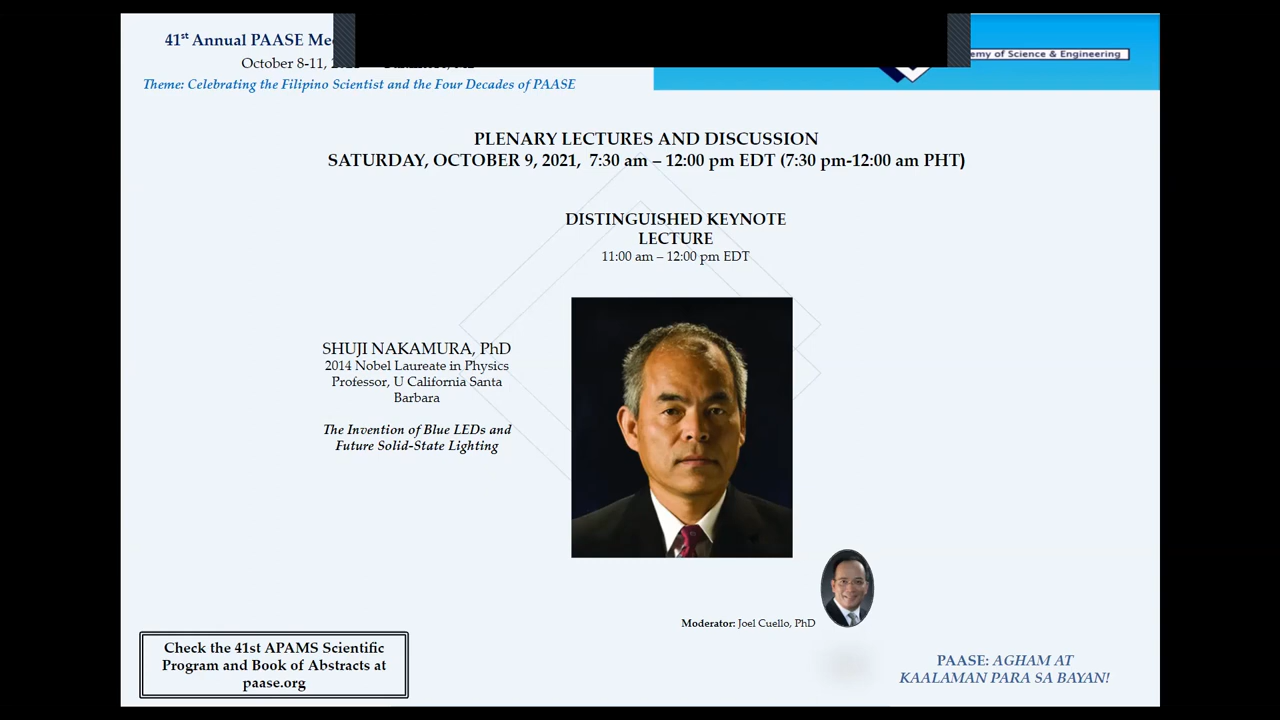 41st Annual PAASE
October 8-11,
Theme: Celebrating the Filipino Scientist and the Four Decades of PAASE
of Science & Engineering
PLENARY LECTURES AND DISCUSSION
SATURDAY, OCTOBER 9, 2021, 7:30 am – 12:00 pm EDT (7:30 pm-12:00 am PHT)
DISTINGUISHED KEYNOTE
LECTURE
11:00 am – 12:00 pm EDT
SHUJI NAKAMURA, PhD
2014 Nobel Laureate in Physics
Professor, U California Santa
Barbara
The Invention of Blue LEDs and
Future Solid-State Lighting
Moderator: Joel Cuello, PhD
Check the 41st APAMS Scientific
Program and Book of Abstracts at
paase.org
PAASE: AGHAM AT
KAALAMAN PARA SA BAYAN!